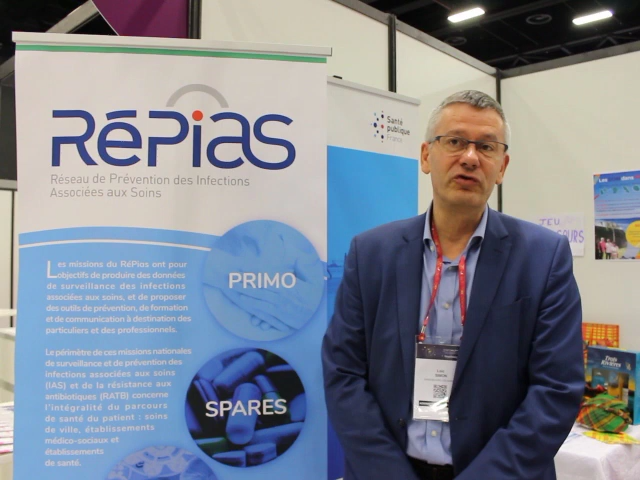 RéPias
Réseau de Prévention des Infections
Associées aux Soins
Les missions du RéPias ont pour
objectifs de produire des données
de surveillance des infections
associées aux soins, et de proposer
des outils de prévention, de formation
et de communication à destination des
particuliers et des professionnels.
PRIMO
Le périmètre de ces missions nationales
de surveillance et de prévention des
infections associées aux soins
(IAS) et de la résistance aux
antibiotiques (RATB) concerne
l'intégralité du parcours
de santé du patient : soins
de ville, établissements
médico-sociaux et
établissements
de santé.
SPARES
Santé
publique
France
JEU